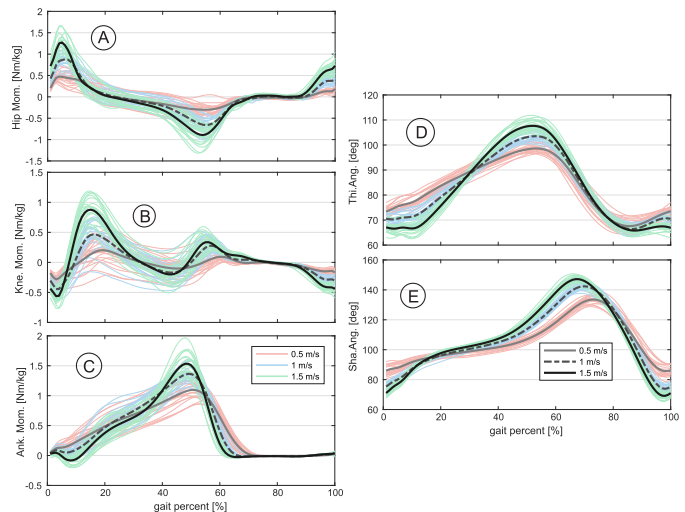 2
1.5
1
0.5
0
-0.5
-1
-1.5
Hip Mom. [Nm/kg]
A
1.5
1
0.5
0
-0.5
-1
Kne. Mom. [Nm/kg]
B
2
1.5
1
0.5
0
-0.5
Ank. Mom. [Nm/kg]
C
0.5 m/s
1 m/s
1.5 m/s
0 20 40 60 80 100
gait percent [%]
120
110
100
90
80
70
60
Thi.Ang. [deg]
D
160
140
120
100
80
60
Sha.Ang. [deg]
E
0.5 m/s
1 m/s
1.5 m/s
0 20 40 60 80 100
gait percent [%]